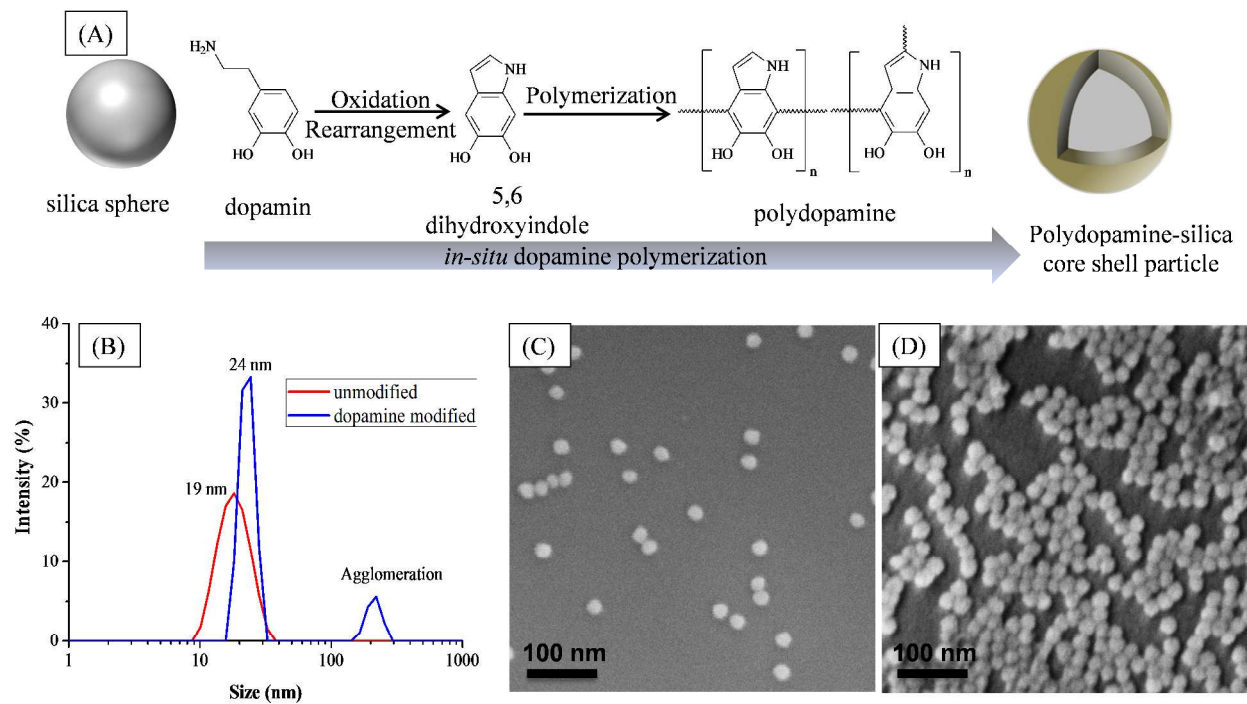 (A)
H₂N
HO
HO
silica sphere
dopamin
Oxidation
Rearrangement
NH
HO
HO
5,6
dihydroxyindole
Polymerization
NH
HO
OH
n
NH
HO
OH
n
polydopamine
in-situ dopamine polymerization
Polydopamine-silica
core shell particle
(B)
40
30
20
10
0
Intensity (%)
24 nm
19 nm
unmodified
dopamine modified
Agglomeration
1
10
100
1000
Size (nm)
(C)
100 nm
(D)
100 nm